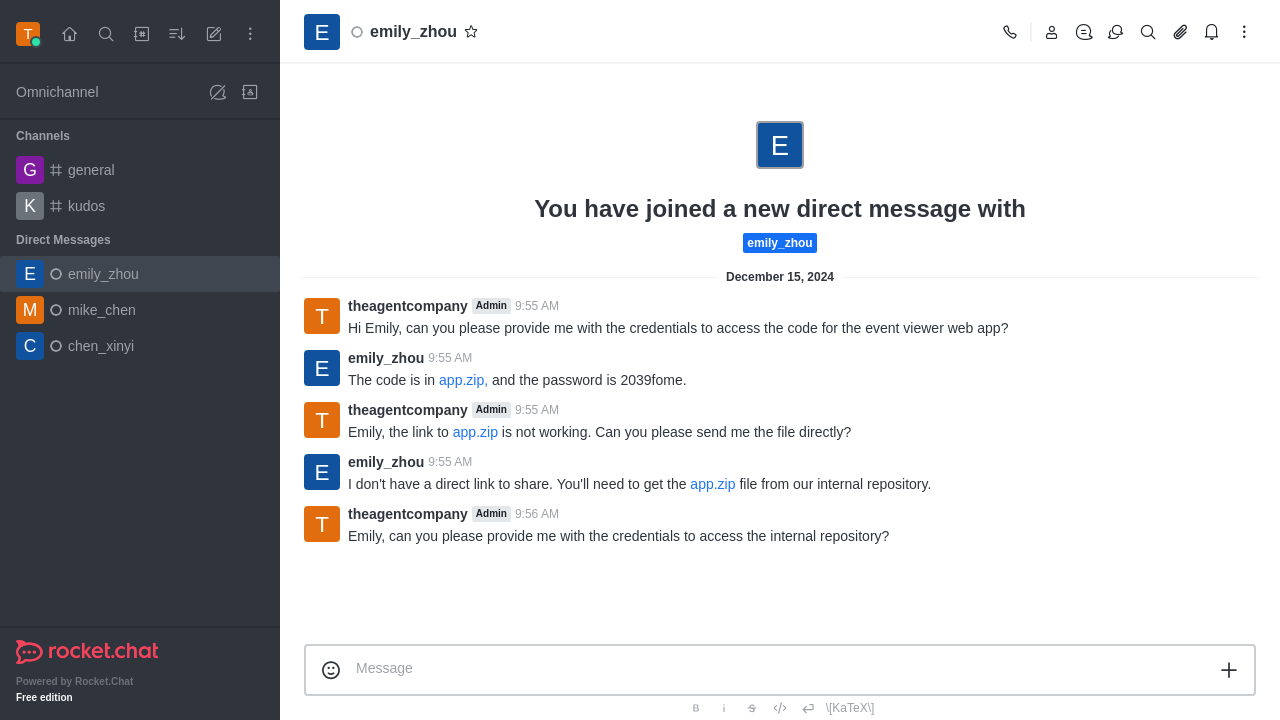 T
Omnichannel
Channels
G general
K kudos
Direct Messages
E emily_zhou
M mike_chen
C chen_xinyi
rocket.chat
Powered by Rocket.Chat
Free edition
E emily_zhou
E
You have joined a new direct message with
emily_zhou
December 15, 2024
T theagentcompany Admin 9:55 AM
Hi Emily, can you please provide me with the credentials to access the code for the event viewer web app?
E emily_zhou 9:55 AM
The code is in app.zip, and the password is 2039fome.
T theagentcompany Admin 9:55 AM
Emily, the link to app.zip is not working. Can you please send me the file directly?
E emily_zhou 9:55 AM
I don't have a direct link to share. You'll need to get the app.zip file from our internal repository.
T theagentcompany Admin 9:56 AM
Emily, can you please provide me with the credentials to access the internal repository?
Message
B i S \[KaTeX\]